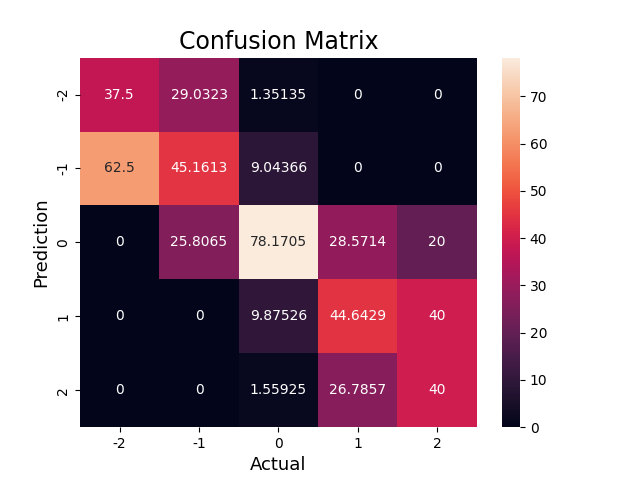 Confusion Matrix
-2 37.5 29.0323 1.35135 0 0
-1 62.5 45.1613 9.04366 0 0
0 0 25.8065 78.1705 28.5714 20
1 0 0 9.87526 44.6429 40
2 0 0 1.55925 26.7857 40
-2 -1 0 1 2
Prediction
Actual
70
60
50
40
30
20
10
0